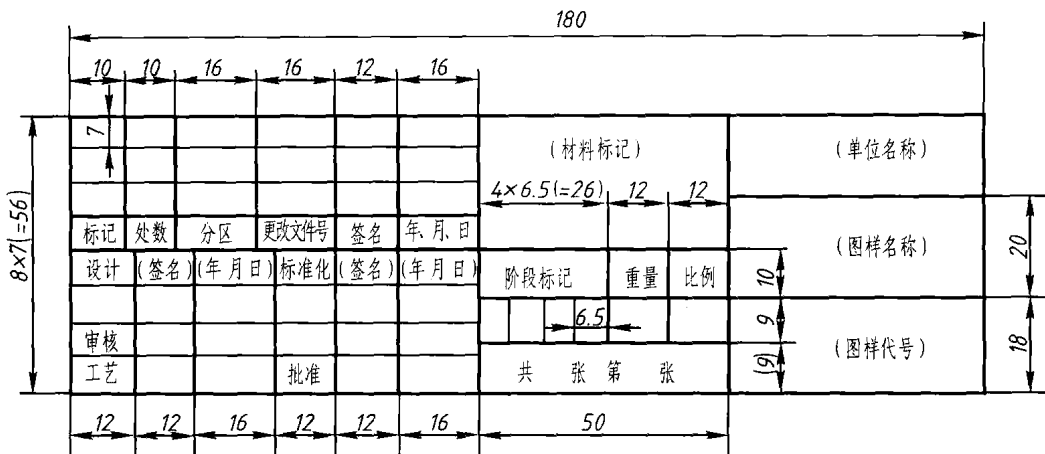 180
10 10 16 16 12 16
7
(材料标记) (单位名称)
4×6.5(=26) 12 12
8×7(=56)
标记 处数 分区 更改文件号 签名 年、月、日
(图样名称) 20
设计 (签名) (年月日) 标准化 (签名) (年月日)
阶段标记 重量 比例 10
6.5 9
审核
(图样代号) 18
工艺 批准
共 张 第 张 (9)
12 12 16 12 12 16 50